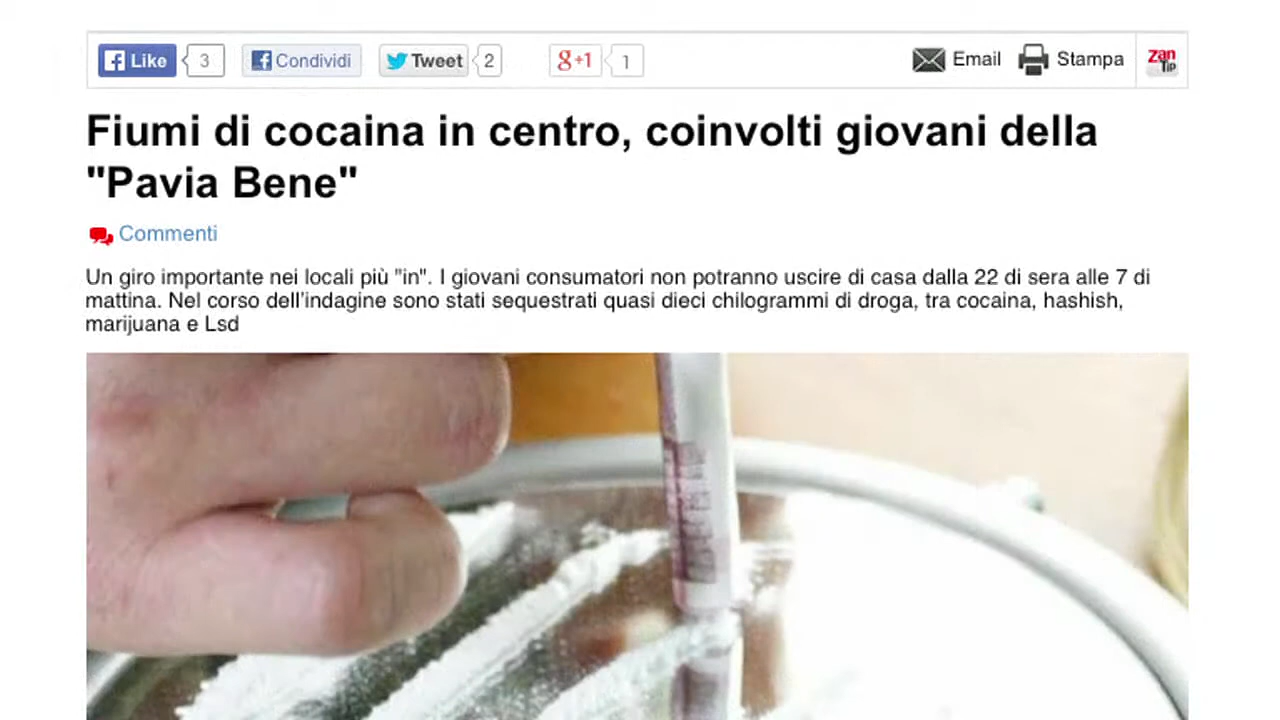 Like 3 Condividi Tweet 2 g+1 1 Email Stampa Zan Tip
Fiumi di cocaina in centro, coinvolti giovani della
"Pavia Bene"
Commenti
Un giro importante nei locali più "in". I giovani consumatori non potranno uscire di casa dalla 22 di sera alle 7 di
mattina. Nel corso dell'indagine sono stati sequestrati quasi dieci chilogrammi di droga, tra cocaina, hashish,
marijuana e Lsd